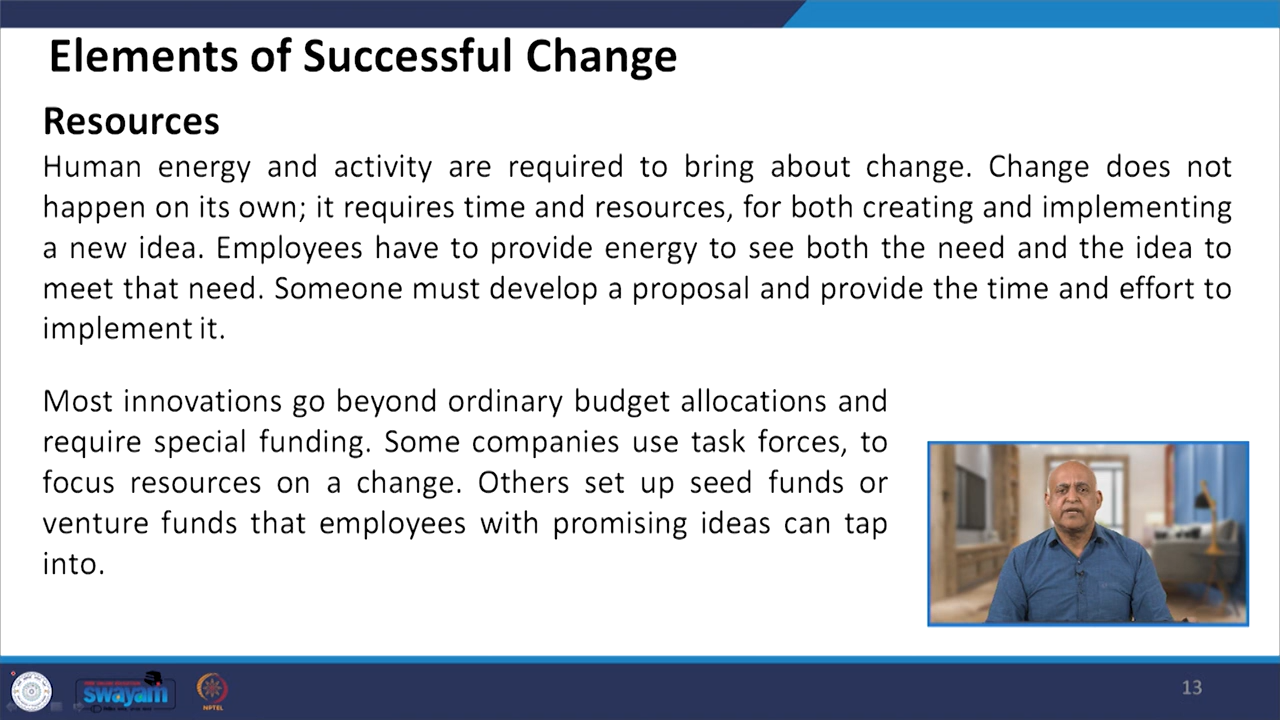 Elements of Successful Change
Resources
Human energy and activity are required to bring about change. Change does not
happen on its own; it requires time and resources, for both creating and implementing
a new idea. Employees have to provide energy to see both the need and the idea to
meet that need. Someone must develop a proposal and provide the time and effort to
implement it.
Most innovations go beyond ordinary budget allocations and
require special funding. Some companies use task forces, to
focus resources on a change. Others set up seed funds or
venture funds that employees with promising ideas can tap
into.
swayam
NPTEL
13